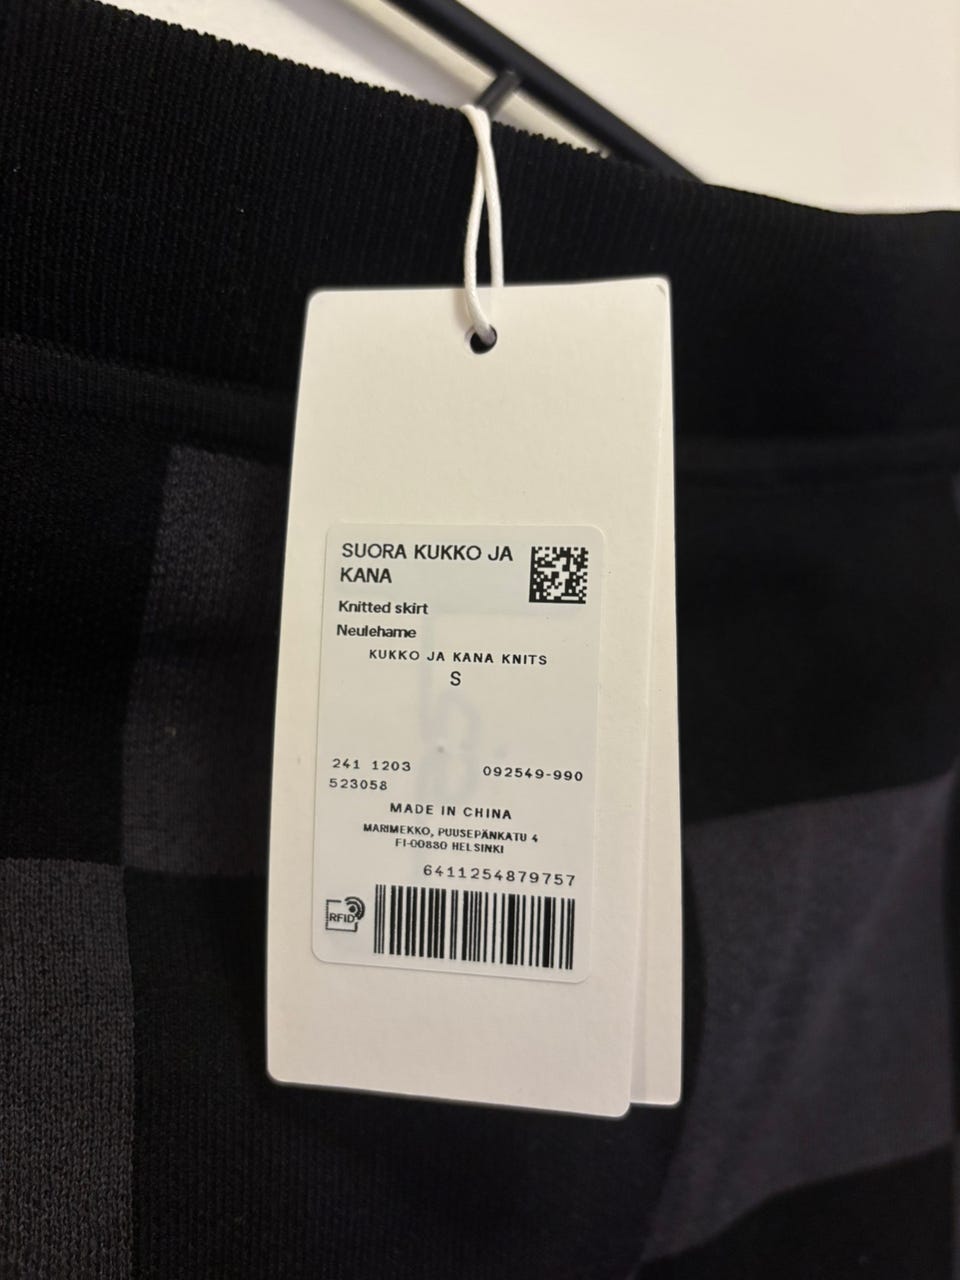 SUORA KUKKO JA
KANA
Knitted skirt
Neulehame
KUKKO JA KANA KNITS
S
241 1203
092549-990
523058
MADE IN CHINA
MARIMEKKO, PUUSEPÄNKATU 4
FI-00880 HELSINKI
6411254879757
RFID